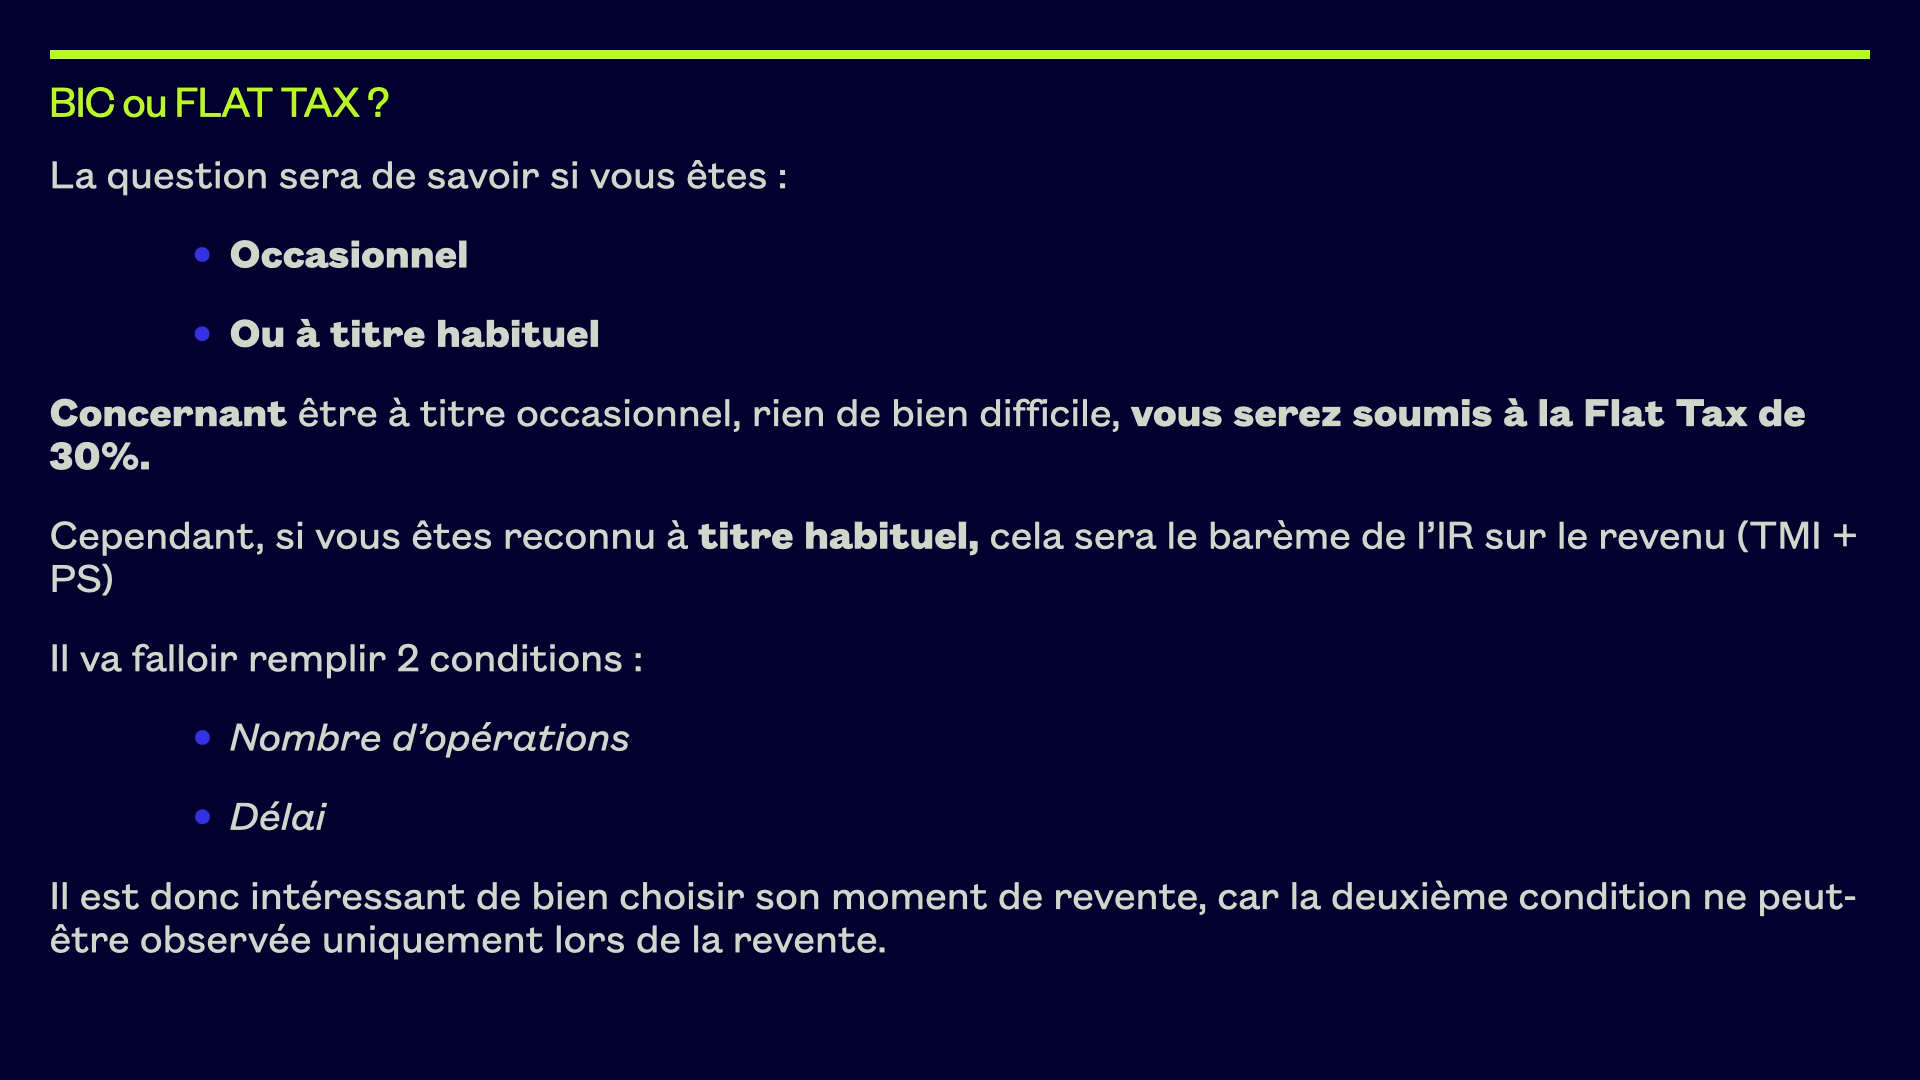 BIC ou FLAT TAX ?
La question sera de savoir si vous êtes :
• Occasionnel
• Ou à titre habituel
Concernant être à titre occasionnel, rien de bien difficile, vous serez soumis à la Flat Tax de
30%.
Cependant, si vous êtes reconnu à titre habituel, cela sera le barème de l’IR sur le revenu (TMI +
PS)
Il va falloir remplir 2 conditions :
• Nombre d’opérations
• Délai
Il est donc intéressant de bien choisir son moment de revente, car la deuxième condition ne peut-
être observée uniquement lors de la revente.